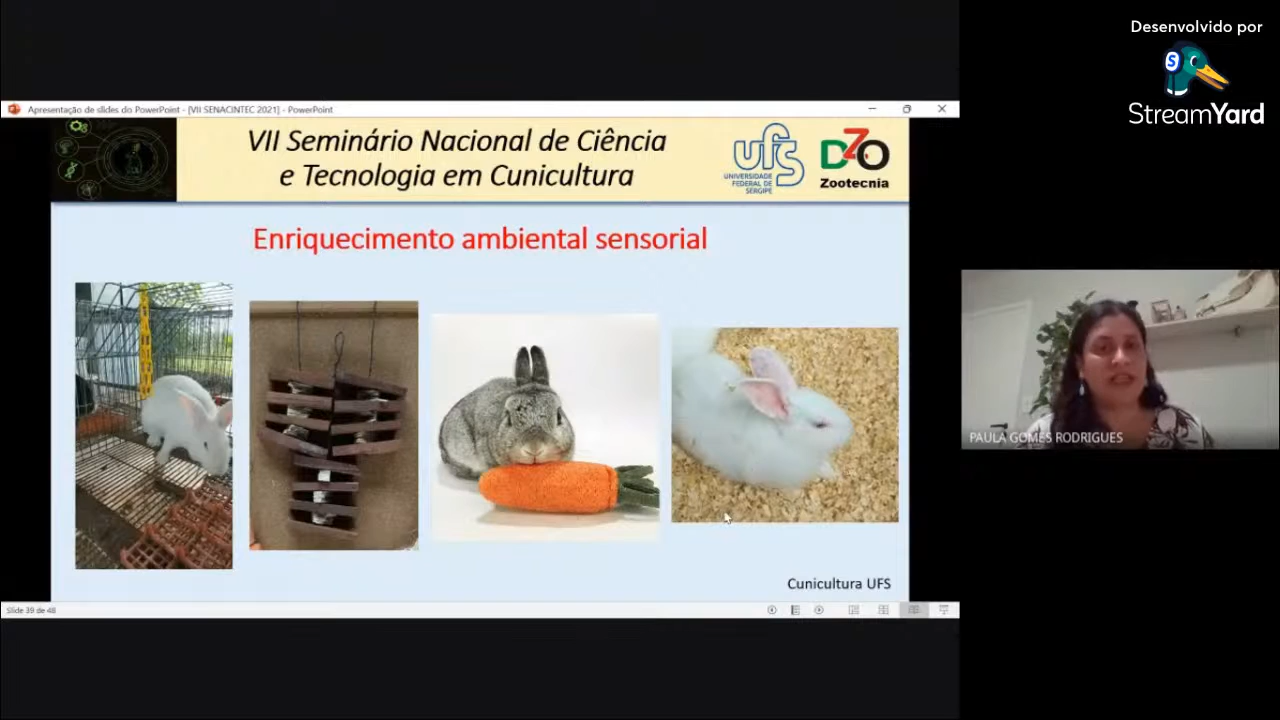 Desenvolvido por
StreamYard
Apresentação de slides do PowerPoint - [VII SENACINTEC 2021] - PowerPoint
VII Seminário Nacional de Ciência
e Tecnologia em Cunicultura
ufs
UNIVERSIDADE
FEDERAL DE
SERGIPE
DZO
Zootecnia
Enriquecimento ambiental sensorial
PAULA GOMES RODRIGUES
Cunicultura UFS
Slide 39 de 48